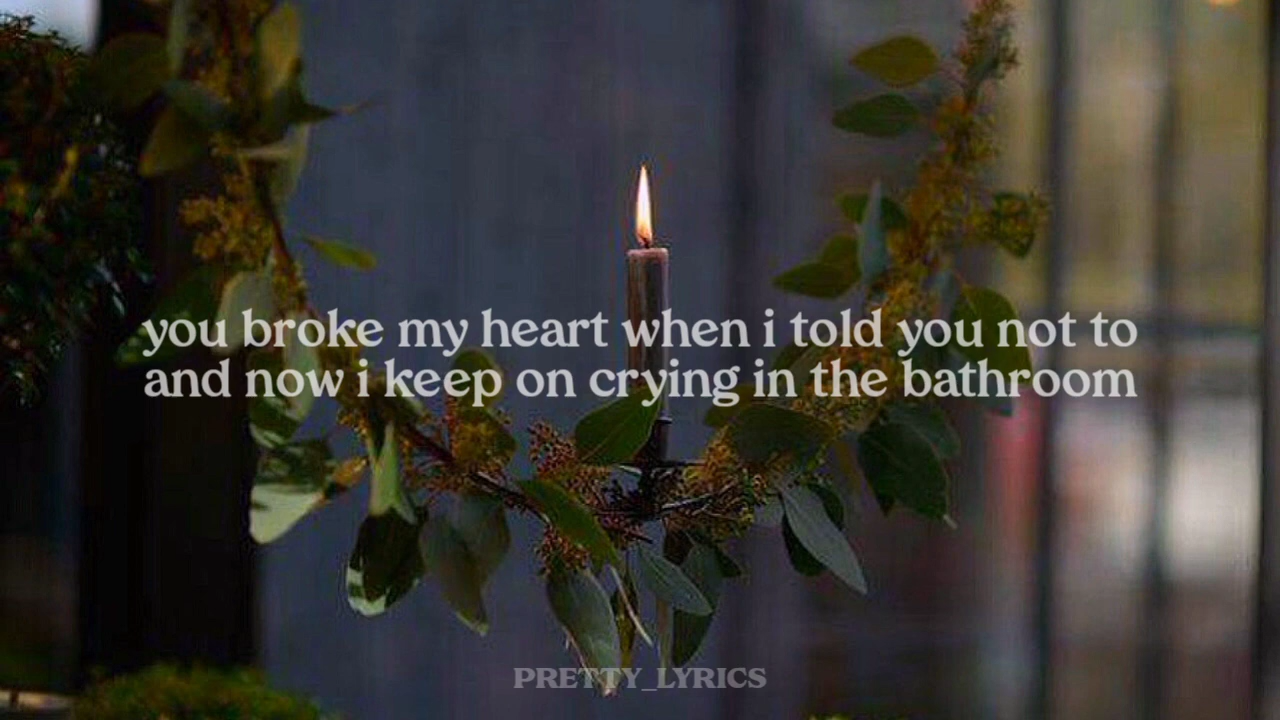 you broke my heart when i told you not to
and now i keep on crying in the bathroom
PRETTY_LYRICS